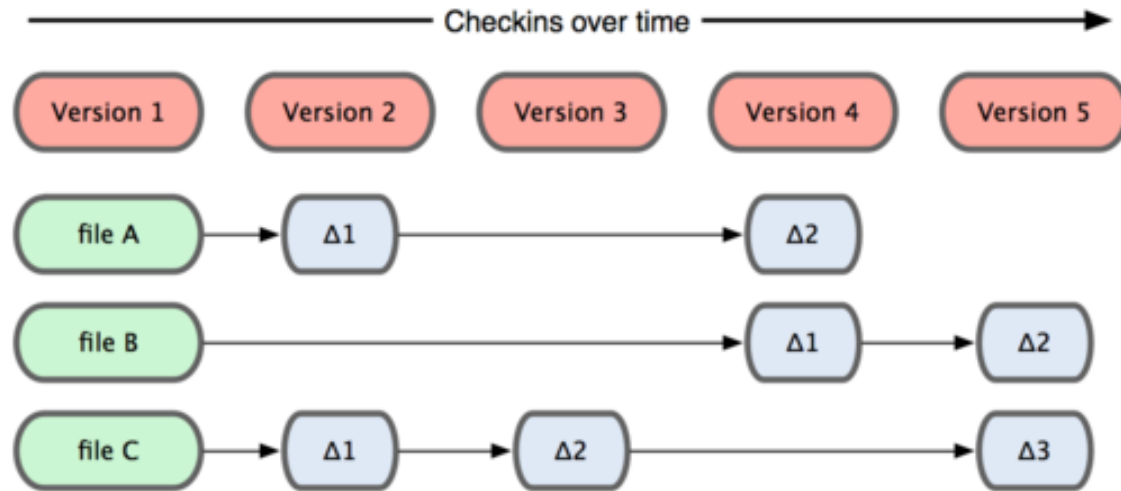 Checkins over time
Version 1 Version 2 Version 3 Version 4 Version 5
file A Δ1 Δ2
file B Δ1 Δ2
file C Δ1 Δ2 Δ3